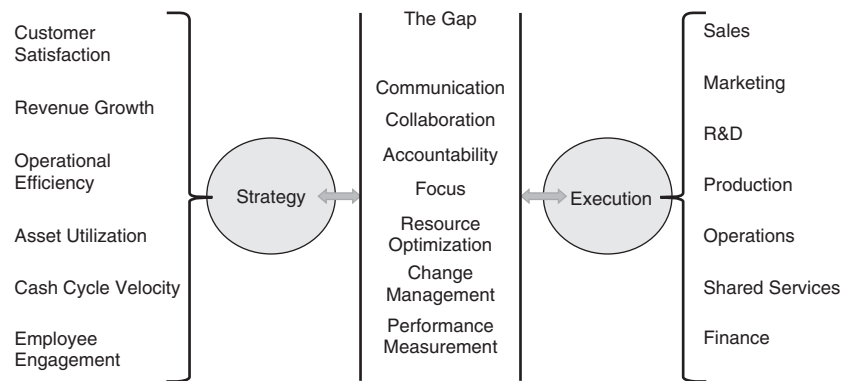 Customer
Satisfaction
Revenue Growth
Operational
Efficiency
Asset Utilization
Cash Cycle Velocity
Employee
Engagement
Strategy
The Gap
Communication
Collaboration
Accountability
Focus
Resource
Optimization
Change
Management
Performance
Measurement
Execution
Sales
Marketing
R&D
Production
Operations
Shared Services
Finance